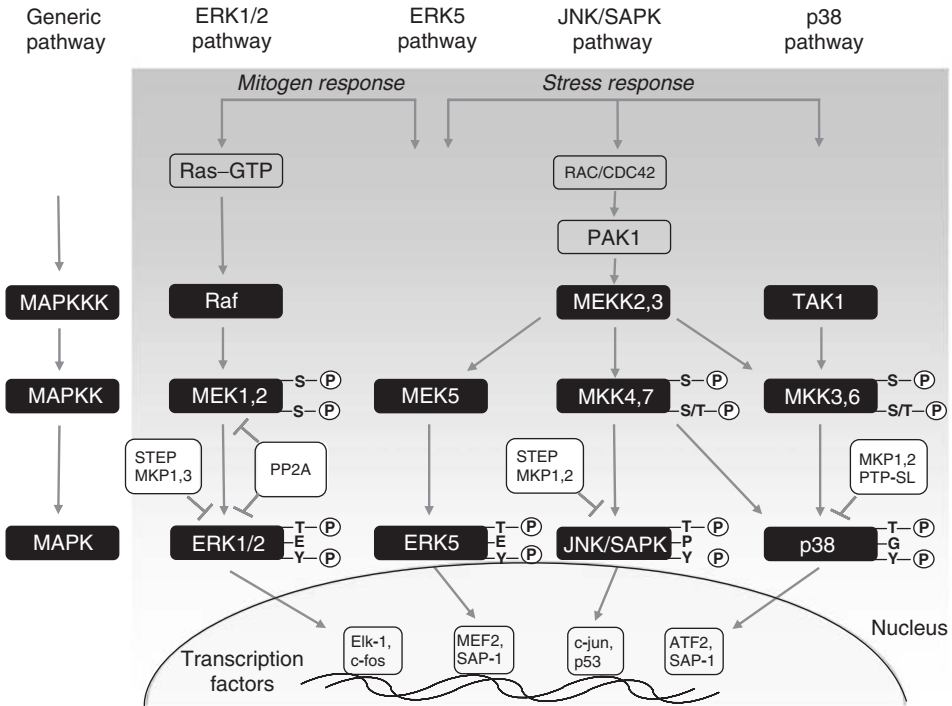 Generic pathway
ERK1/2 pathway
ERK5 pathway
JNK/SAPK pathway
p38 pathway
Mitogen response
Stress response
Ras–GTP
RAC/CDC42
PAK1
MAPKKK
Raf
MEKK2,3
TAK1
MAPKK
MEK1,2
S P
S P
MEK5
MKK4,7
S P
S/T P
MKK3,6
S P
S/T P
STEP
MKP1,3
PP2A
STEP
MKP1,2
MKP1,2
PTP-SL
MAPK
ERK1/2
T P
E
Y P
ERK5
T P
E
Y P
JNK/SAPK
T P
P
Y P
p38
T P
G
Y P
Nucleus
Transcription
factors
Elk-1,
c-fos
MEF2,
SAP-1
c-jun,
p53
ATF2,
SAP-1